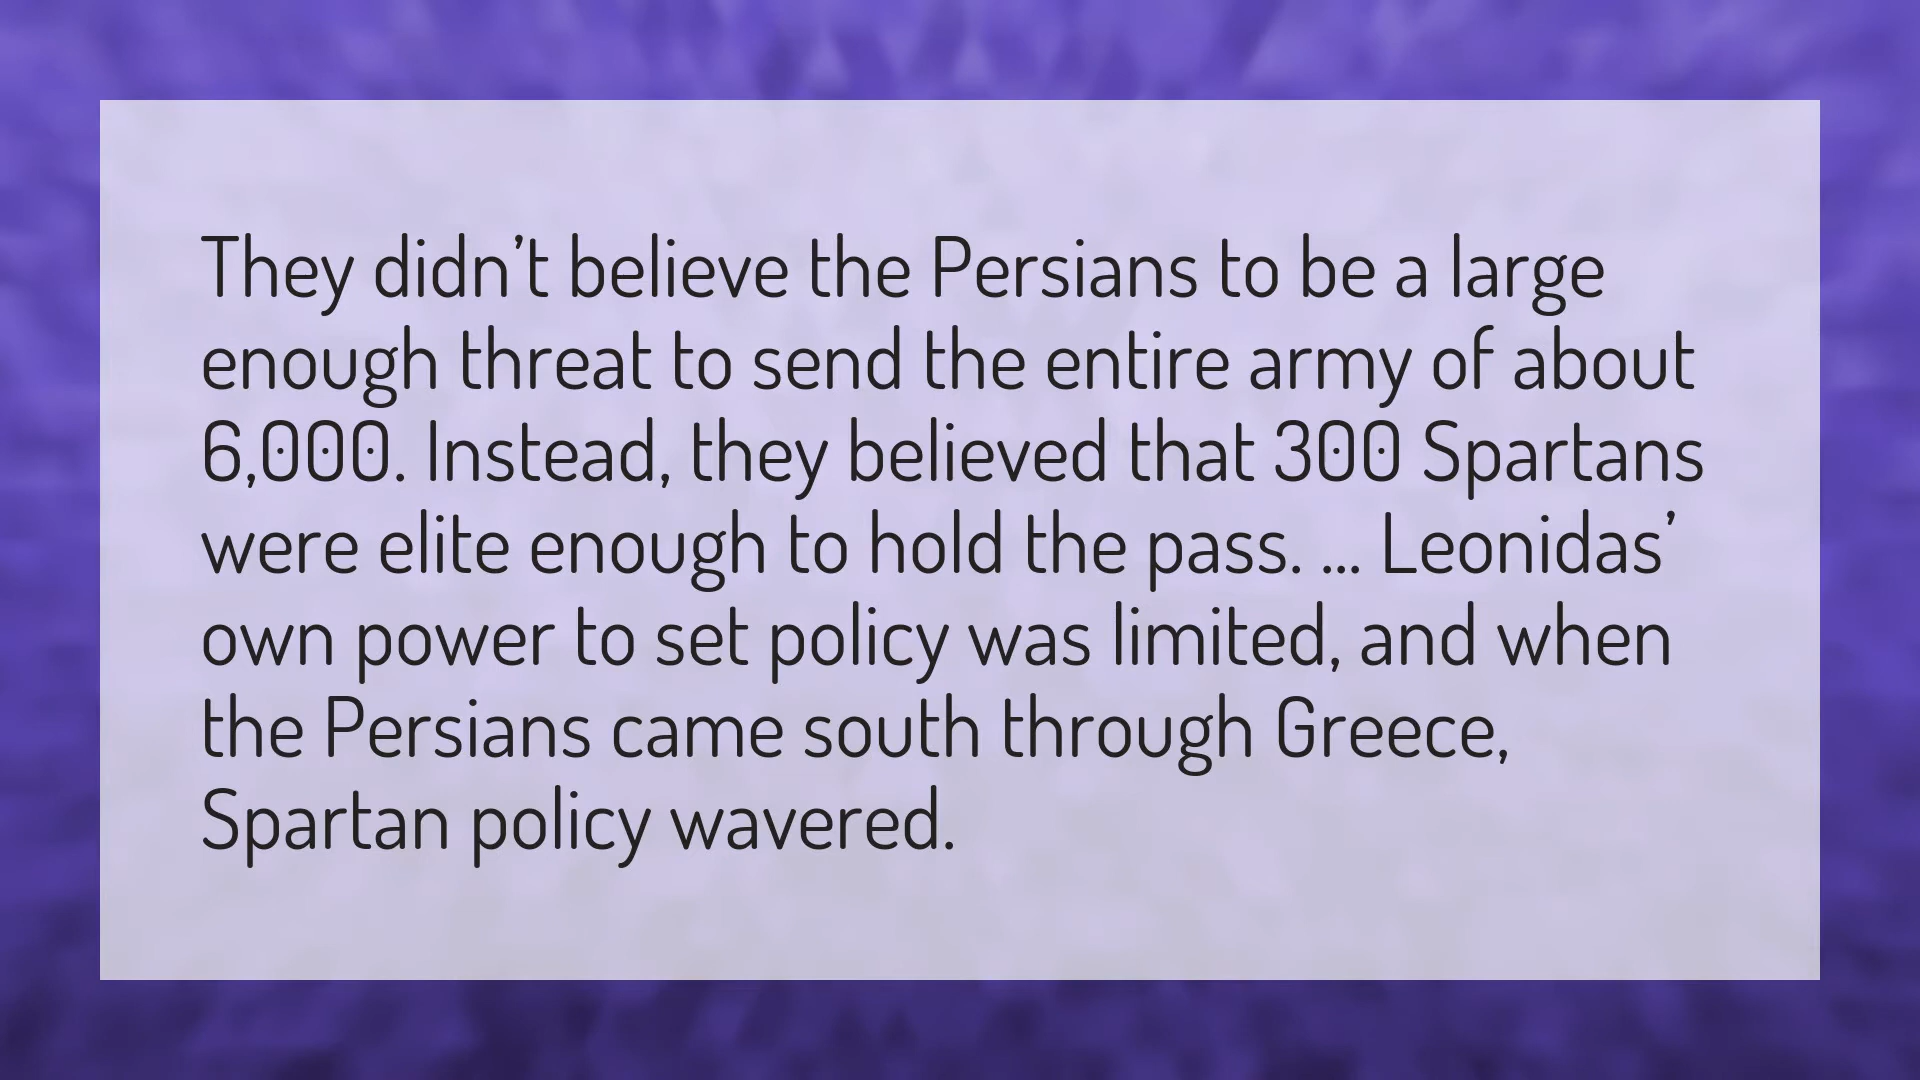 They didn’t believe the Persians to be a large
enough threat to send the entire army of about
6,000. Instead, they believed that 300 Spartans
were elite enough to hold the pass. ... Leonidas’
own power to set policy was limited, and when
the Persians came south through Greece,
Spartan policy wavered.